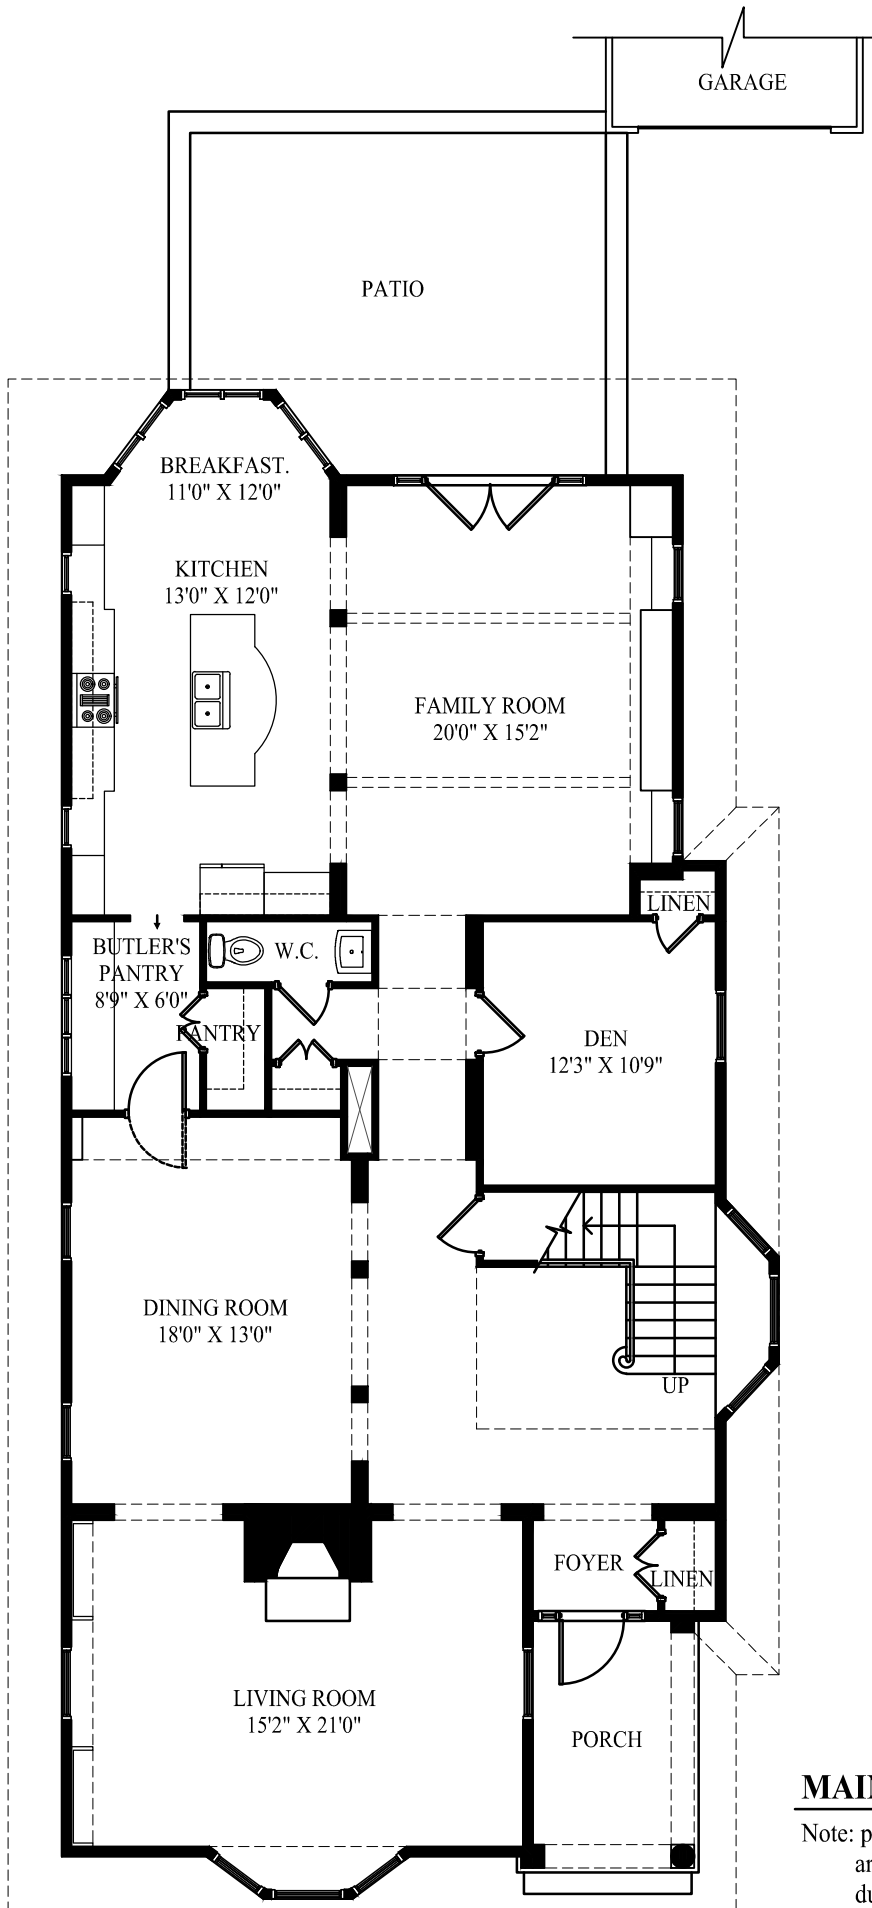 GARAGE
PATIO
BREAKFAST.
11'0" X 12'0"
KITCHEN
13'0" X 12'0"
FAMILY ROOM
20'0" X 15'2"
LINEN
BUTLER'S
PANTRY
8'9" X 6'0"
W.C.
PANTRY
DEN
12'3" X 10'9"
DINING ROOM
18'0" X 13'0"
UP
FOYER
LINEN
LIVING ROOM
15'2" X 21'0"
PORCH
Note: